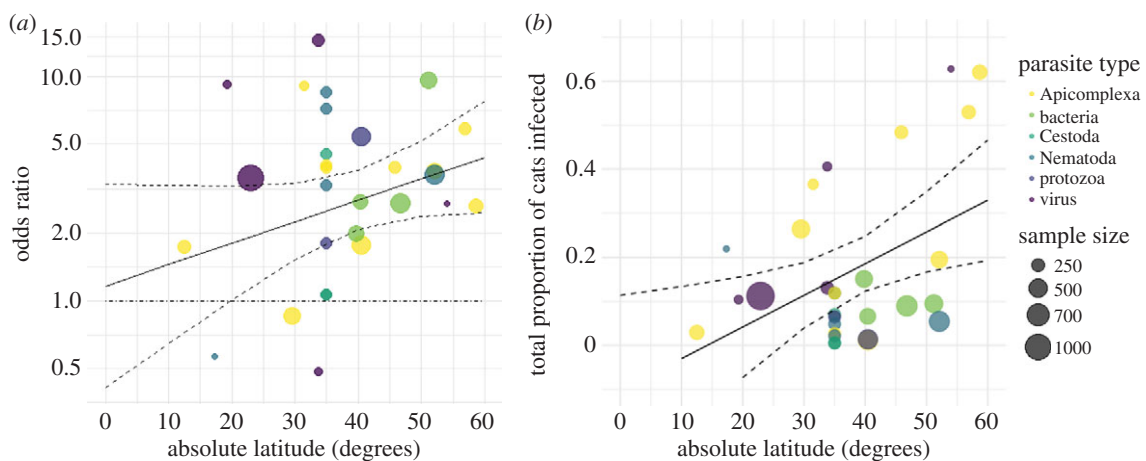 (a)
15.0
10.0
5.0
2.0
1.0
0.5
odds ratio
0 10 20 30 40 50 60
absolute latitude (degrees)
(b)
0.6
0.4
0.2
0
total proportion of cats infected
0 10 20 30 40 50 60
absolute latitude (degrees)
parasite type
Apicomplexa
bacteria
Cestoda
Nematoda
protozoa
virus
sample size
250
500
700
1000